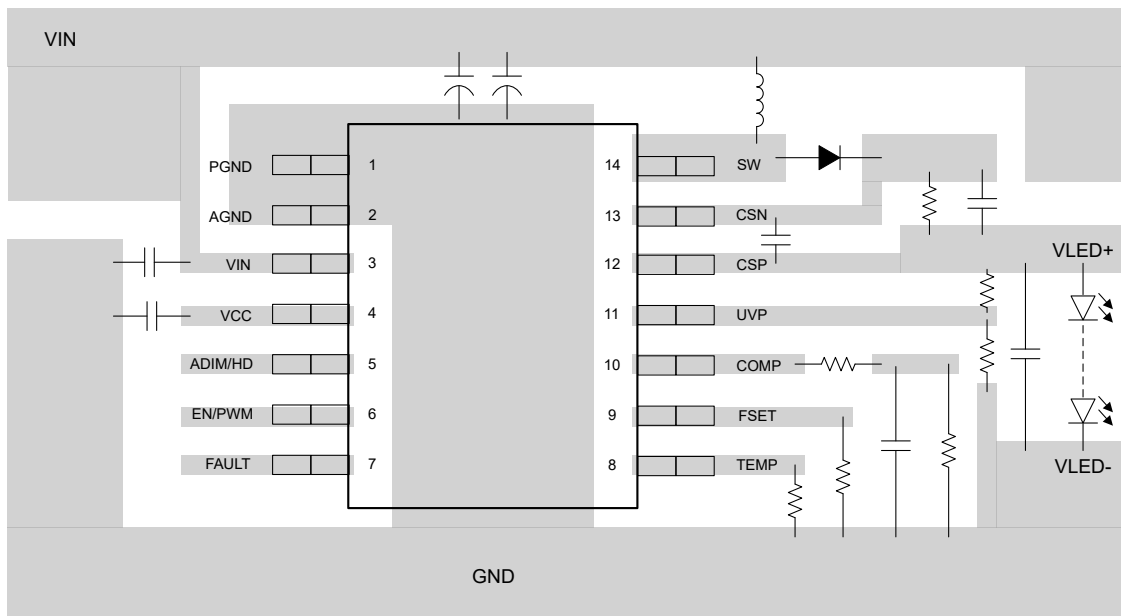 VIN
PGND 1 14 SW
AGND 2 13 CSN
VIN 3 12 CSP VLED+
VCC 4 11 UVP
ADIM/HD 5 10 COMP
EN/PWM 6 9 FSET
FAULT 7 8 TEMP VLED-
GND